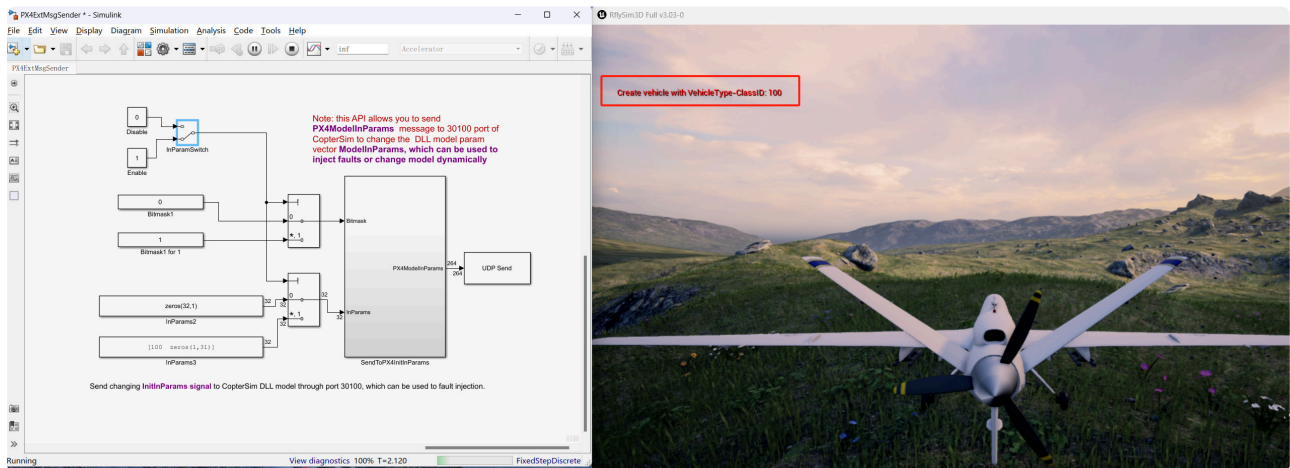 PX4ExtMsgSender * - Simulink
File Edit View Display Diagram Simulation Analysis Code Tools Help
inf
Accelerator
PX4ExtMsgSender
0
Disable
InParamSwitch
1
Enable
Note: this API allows you to send
PX4ModelInParams message to 30100 port of
CopterSim to change the DLL model param
vector ModelInParams, which can be used to
inject faults or change model dynamically
0
Bitmask1
0
*, 1
Bitmask
1
Bitmask1 for 1
PX4ModelInParams
264
264
UDP Send
zeros(32,1)
32
32
InParams2
0
*, 1
32
32
InParams
[100 zeros(1,31)]
32
32
InParams3
SendToPX4InitInParams
Send changing InitInParams signal to CopterSim DLL model through port 30100, which can be used to fault injection.
Running
View diagnostics 100% T=2.120
FixedStepDiscrete
RflySim3D Full v3.03-0
Create vehicle with VehicleType-ClassID: 100